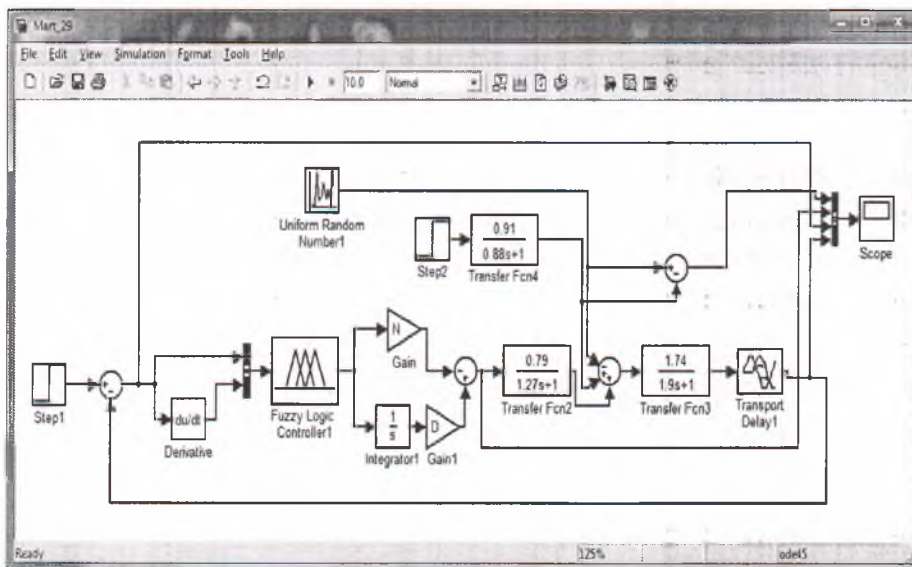 Mart_29
File Edit View Simulation Format Tools Help
10.0 Normal
Uniform Random
Number1
Step2
0.91
0.88s+1
Transfer Fcn4
Scope
Step1
du/dt
Derivative
Fuzzy Logic
Controller1
N
Gain
1
s
Integrator1
D
Gain1
0.79
1.27s+1
Transfer Fcn2
1.74
1.9s+1
Transfer Fcn3
Transport
Delay1
Ready 125% ode45